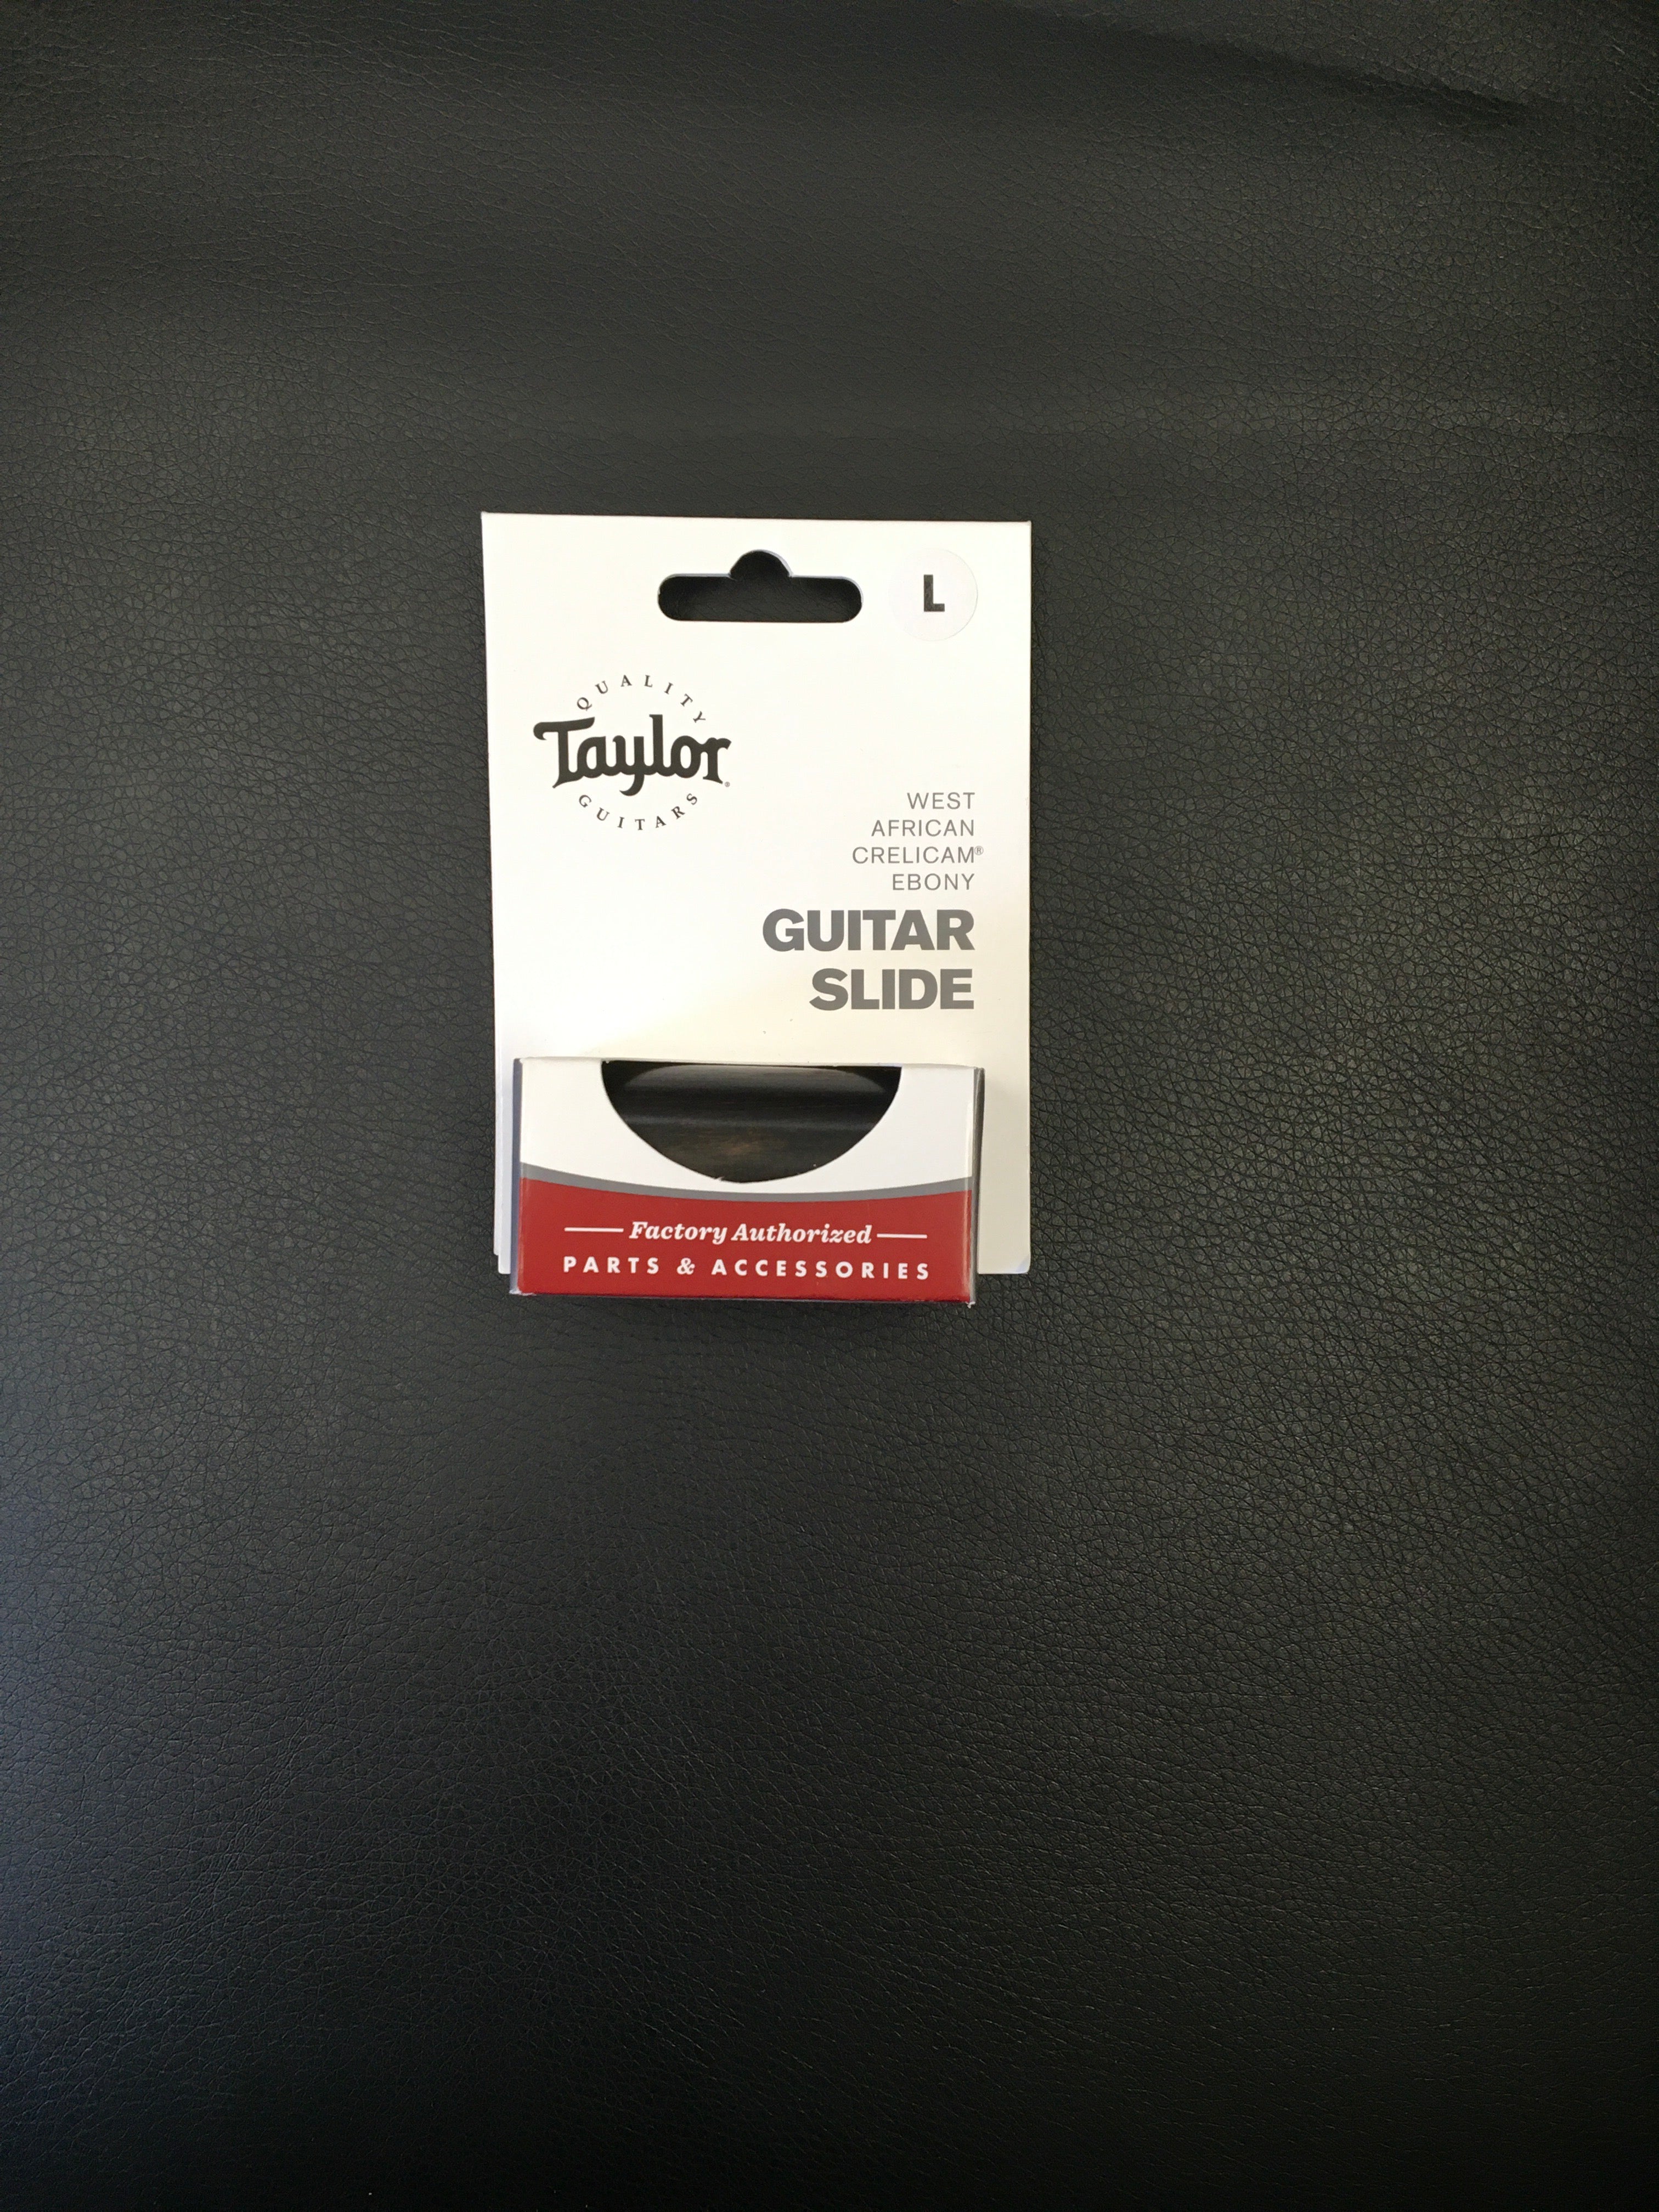 L
QUALITY
Taylor®
GUITARS
WEST
AFRICAN
CRELICAM®
EBONY
GUITAR
SLIDE
Factory Authorized
PARTS & ACCESSORIES